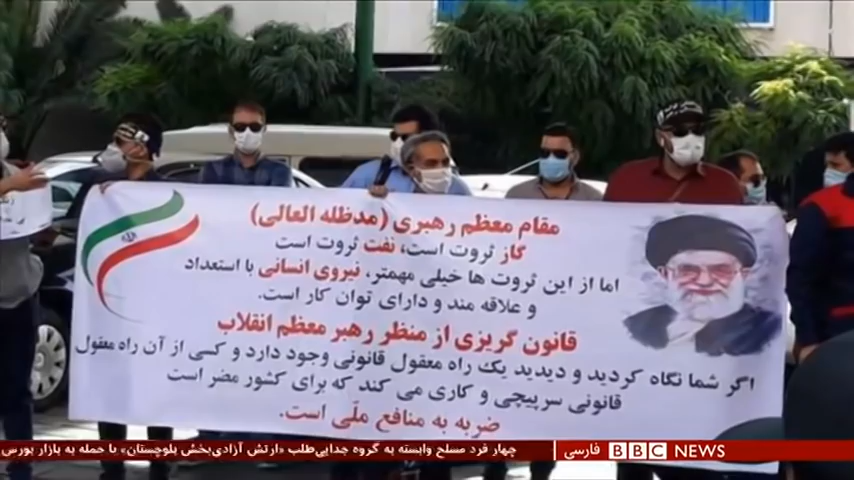 مقام معظم رهبری (مدظله العالی)
گاز ثروت است، نفت ثروت است
اما از این ثروت ها خیلی مهمتر، نیروی انسانی با استعداد
و علاقه مند و دارای توان کار است.
قانون گریزی از منظر رهبر معظم انقلاب
اگر شما نگاه کردید و دیدید یک راه معقول قانونی وجود دارد و کسی از آن راه معقول
قانونی سرپیچی و کاری می کند که برای کشور مضر است
ضربه به منافع ملّی است.
BBC NEWS فارسی
چهار فرد مسلح وابسته به گروه جدایی‌طلب «ارتش آزادی‌بخش بلوچستان» با حمله به بازار بورس